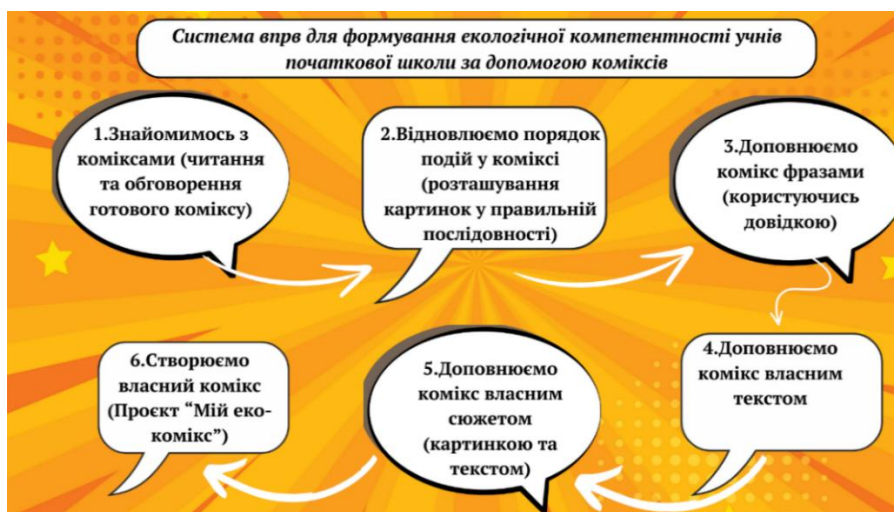 Система впрв для формування екологічної компетентності учнів
початкової школи за допомогою коміксів
1.Знайомимось з
коміксами (читання
та обговорення
готового коміксу)
2.Відновлюємо порядок
подій у коміксі
(розташування
картинок у правильній
послідовності)
3.Доповнюємо
комікс фразами
(користуючись
довідкою)
4.Доповнюємо
комікс власним
текстом
5.Доповнюємо
комікс власним
сюжетом
(картинкою та
текстом)
6.Створюємо
власний комікс
(Проєкт “Мій еко-
комікс”)